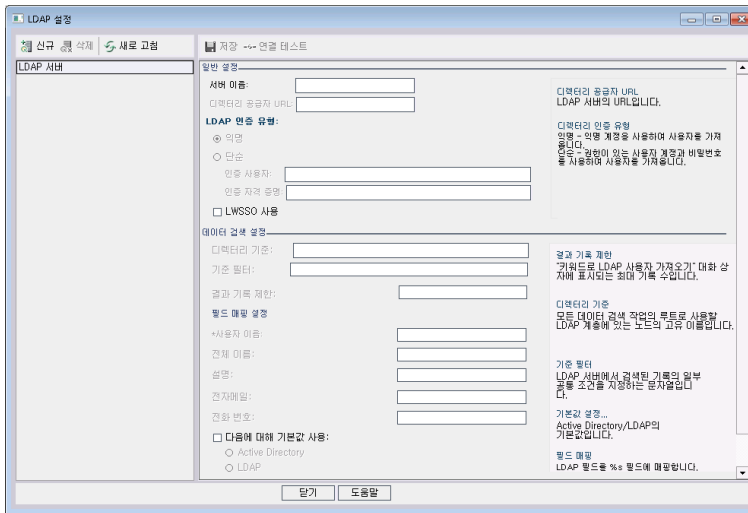 LDAP 설정
신규 삭제 새로 고침
저장 연결 테스트
LDAP 서버
일반 설정
서버 이름:
디렉터리 공급자 URL:
LDAP 인증 유형:
익명
단순
인증 사용자:
인증 자격 증명:
LWSSO 사용
디렉터리 공급자 URL
LDAP 서버의 URL입니다.
디렉터리 인증 유형
익명 - 익명 계정을 사용하여 사용자를 가져
옵니다.
단순 - 권한이 있는 사용자 계정과 비밀번호
를 사용하여 사용자를 가져옵니다.
데이터 검색 설정
디렉터리 기준:
기준 필터:
결과 기록 제한:
필드 매핑 설정
*사용자 이름:
전체 이름:
설명:
전자메일:
전화 번호:
다음에 대해 기본값 사용:
Active Directory
LDAP
결과 기록 제한
"키워드로 LDAP 사용자 가져오기" 대화 상
자에 표시되는 최대 기록 수입니다.
디렉터리 기준
모든 데이터 검색 작업의 루트로 사용할
LDAP 계층에 있는 노드의 고유 이름입니다.
기준 필터
LDAP 서버에서 검색된 기록의 일부
공통 조건을 지정하는 문자열입니
다.
기본값 설정...
Active Directory/LDAP의
기본값입니다.
필드 매핑
LDAP 필드를 %s 필드에 매핑합니다.
닫기 도움말